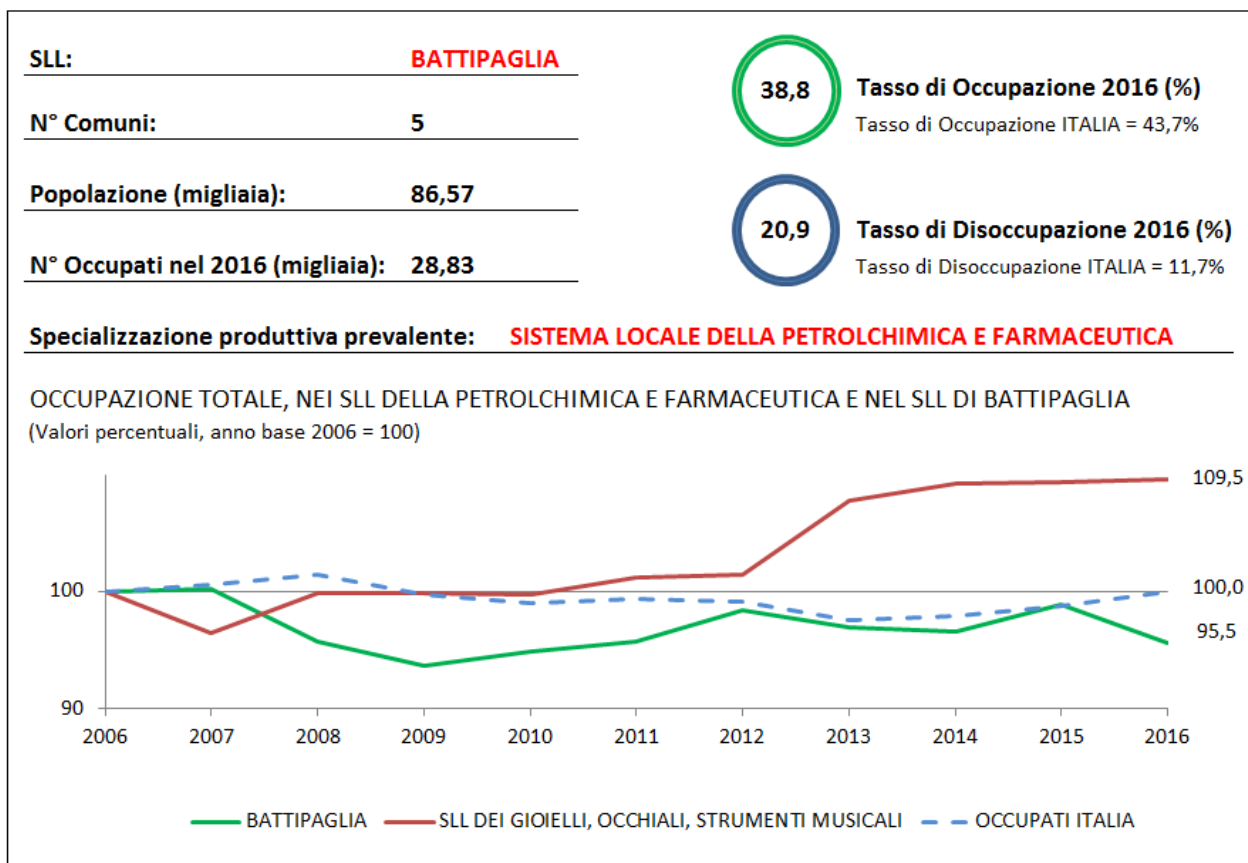 SLL: BATTIPAGLIA
N° Comuni: 5
Popolazione (migliaia): 86,57
N° Occupati nel 2016 (migliaia): 28,83
38,8 Tasso di Occupazione 2016 (%)
Tasso di Occupazione ITALIA = 43,7%
20,9 Tasso di Disoccupazione 2016 (%)
Tasso di Disoccupazione ITALIA = 11,7%
Specializzazione produttiva prevalente: SISTEMA LOCALE DELLA PETROLCHIMICA E FARMACEUTICA
OCCUPAZIONE TOTALE, NEI SLL DELLA PETROLCHIMICA E FARMACEUTICA E NEL SLL DI BATTIPAGLIA
(Valori percentuali, anno base 2006 = 100)
109,5
100
100,0
95,5
90
2006 2007 2008 2009 2010 2011 2012 2013 2014 2015 2016
BATTIPAGLIA SLL DEI GIOIELLI, OCCHIALI, STRUMENTI MUSICALI OCCUPATI ITALIA